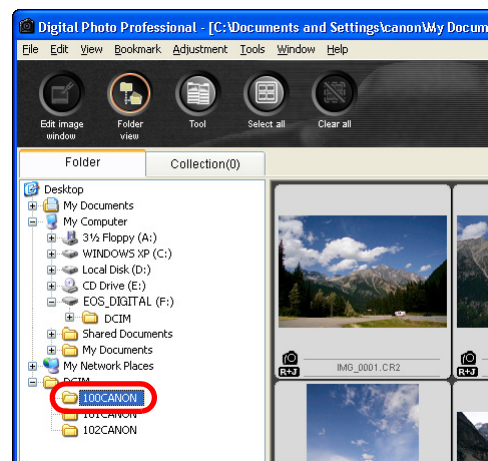 Digital Photo Professional - [C:\Documents and Settings\canon\My Docum
File Edit View Bookmark Adjustment Tools Window Help
Edit image window
Folder view
Tool
Select all
Clear all
Folder
Collection(0)
Desktop
My Documents
My Computer
3½ Floppy (A:)
WINDOWS XP (C:)
Local Disk (D:)
CD Drive (E:)
EOS_DIGITAL (F:)
DCIM
Shared Documents
My Documents
My Network Places
DCIM
100CANON
101CANON
102CANON
R+J
IMG_0001.CR2
R+J